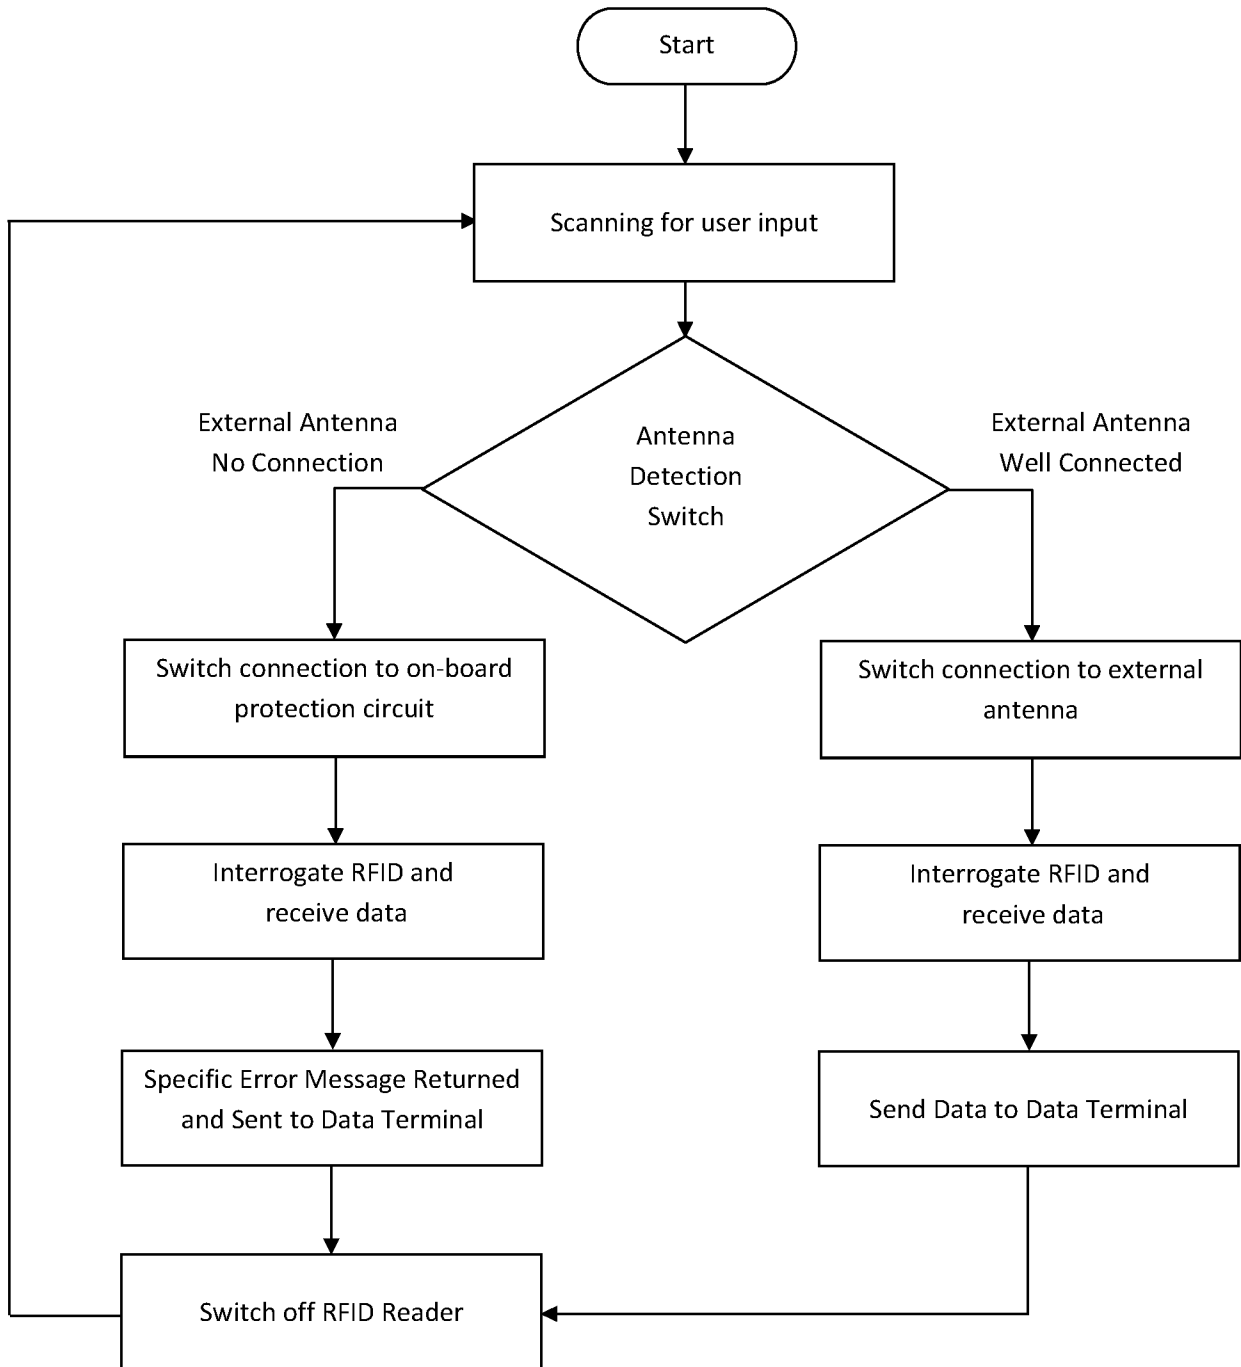 Start
Scanning for user input
External Antenna
No Connection
Antenna
Detection
Switch
External Antenna
Well Connected
Switch connection to on-board
protection circuit
Switch connection to external
antenna
Interrogate RFID and
receive data
Interrogate RFID and
receive data
Specific Error Message Returned
and Sent to Data Terminal
Send Data to Data Terminal
Switch off RFID Reader